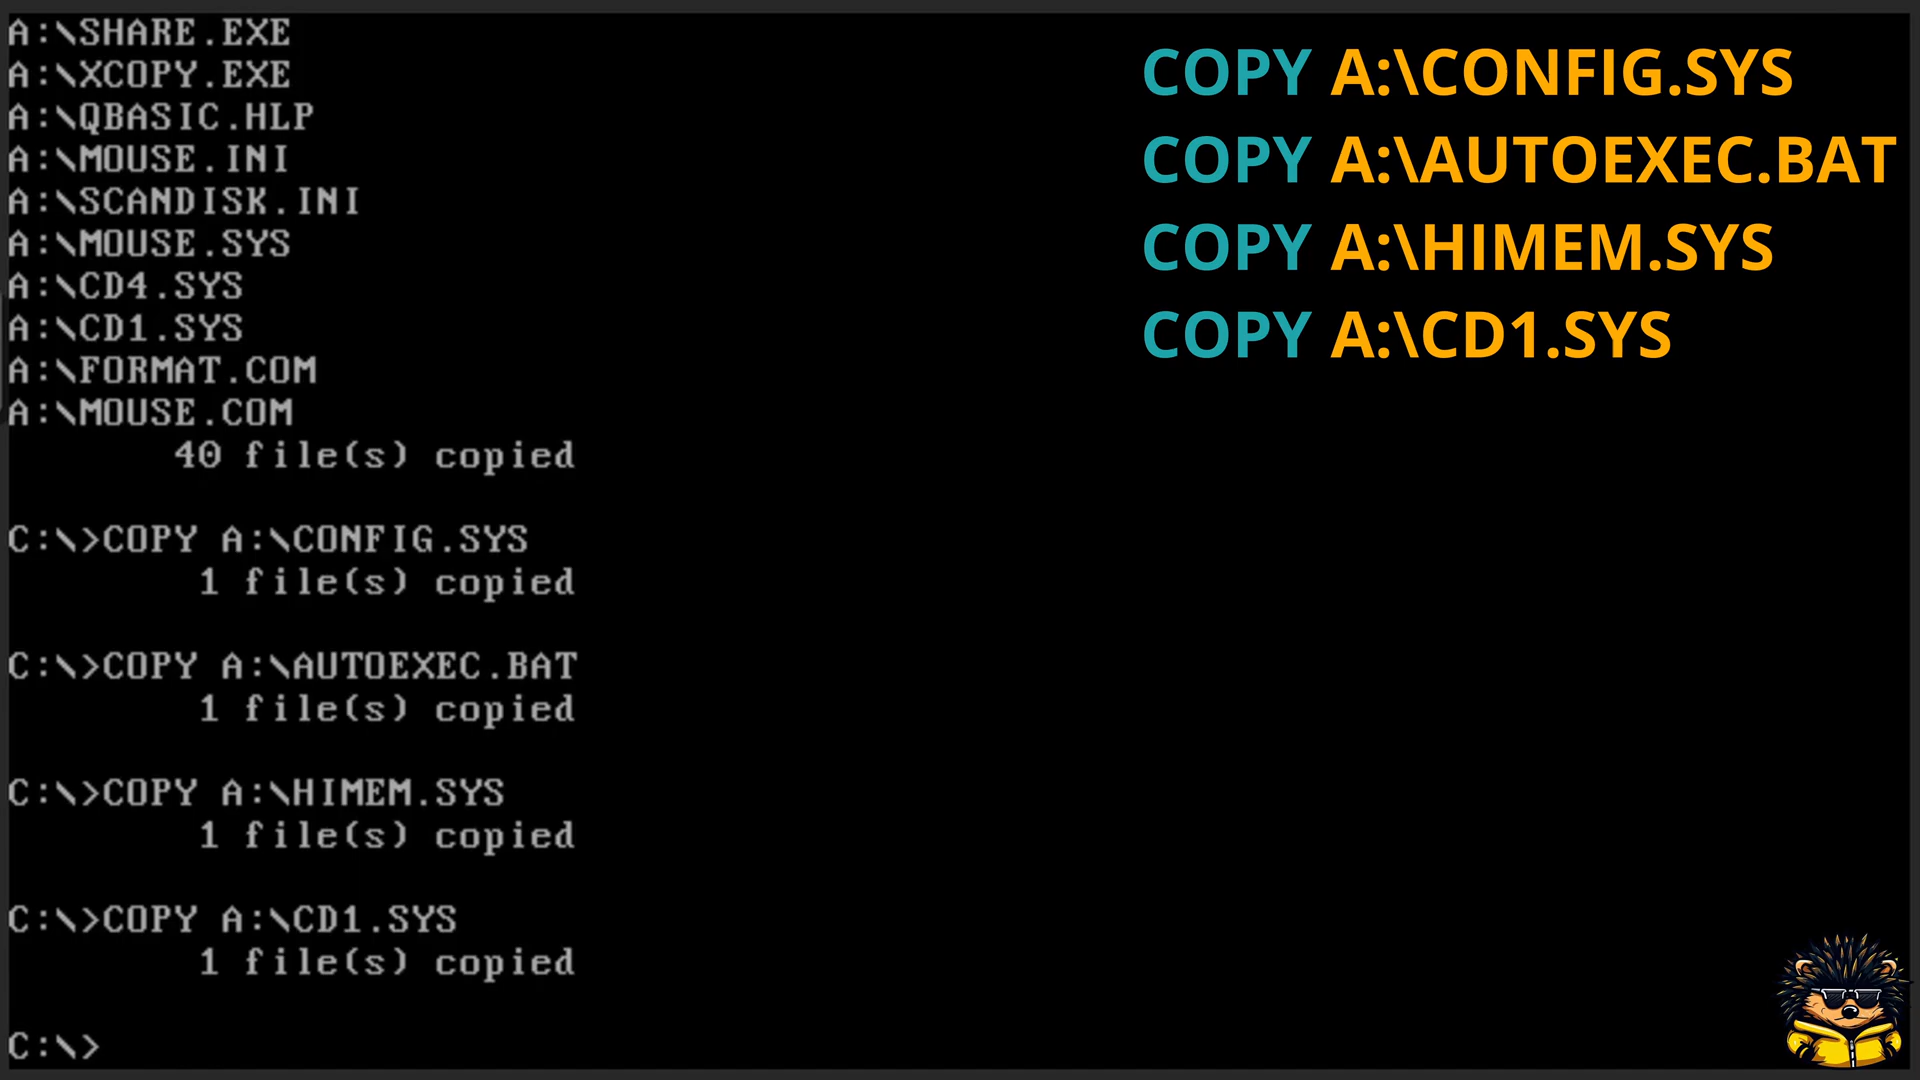 A:\SHARE.EXE
A:\XCOPY.EXE
A:\QBASIC.HLP
A:\MOUSE.INI
A:\SCANDISK.INI
A:\MOUSE.SYS
A:\CD4.SYS
A:\CD1.SYS
A:\FORMAT.COM
A:\MOUSE.COM
40 file(s) copied
C:\>COPY A:\CONFIG.SYS
1 file(s) copied
C:\>COPY A:\AUTOEXEC.BAT
1 file(s) copied
C:\>COPY A:\HIMEM.SYS
1 file(s) copied
C:\>COPY A:\CD1.SYS
1 file(s) copied
C:\>
COPY A:\CONFIG.SYS
COPY A:\AUTOEXEC.BAT
COPY A:\HIMEM.SYS
COPY A:\CD1.SYS